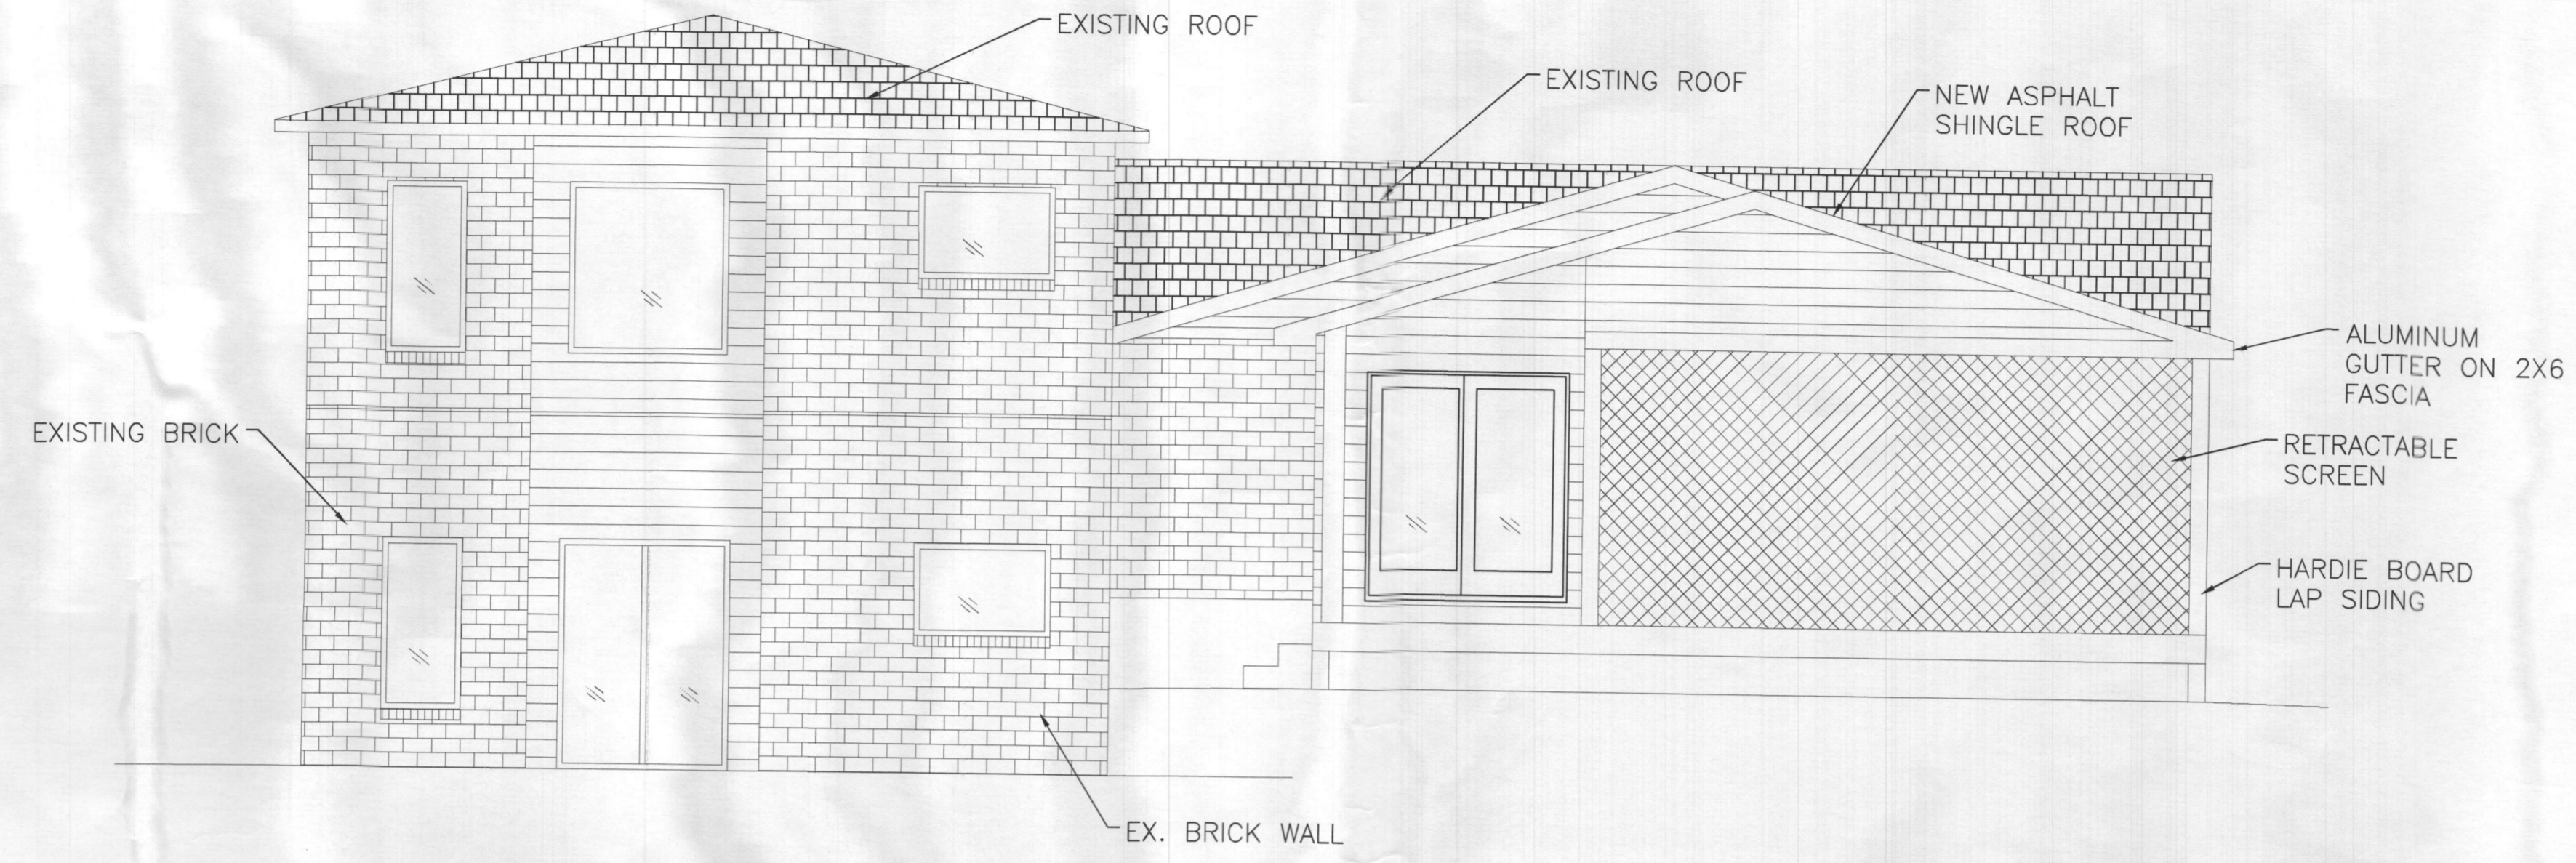 EXISTING ROOF
EXISTING ROOF
NEW ASPHALT
SHINGLE ROOF
ALUMINUM
GUTTER ON 2X6
FASCIA
EXISTING BRICK
RETRACTABLE
SCREEN
HARDIE BOARD
LAP SIDING
EX. BRICK WALL